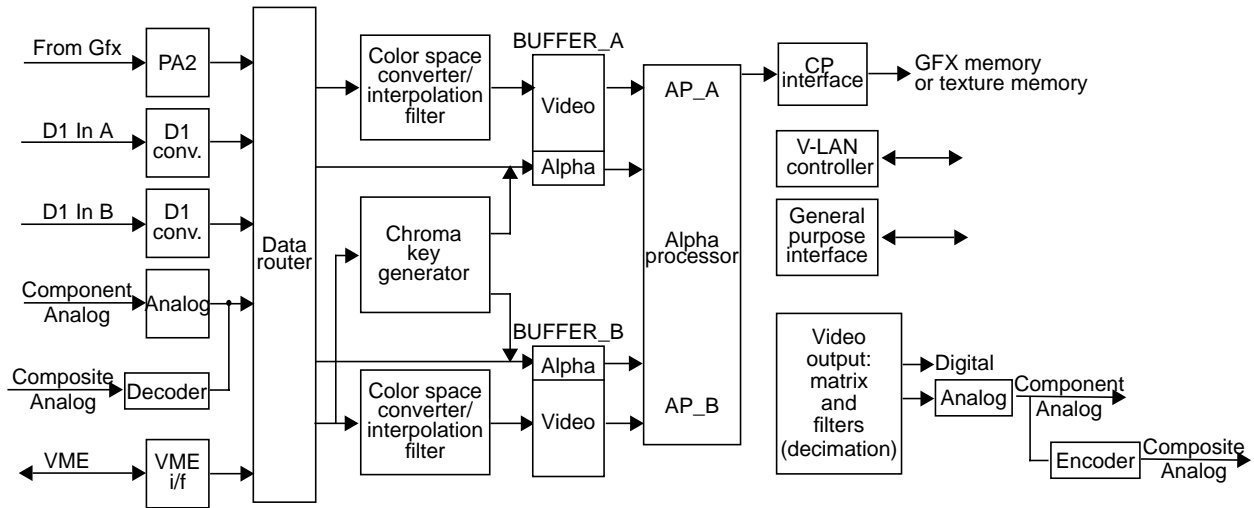 From Gfx
PA2
D1 In A
D1
conv.
D1 In B
D1
conv.
Component
Analog
Analog
Composite
Analog
Decoder
VME
VME
i/f
Data
router
Color space
converter/
interpolation
filter
Chroma
key
generator
Color space
converter/
interpolation
filter
BUFFER_A
Video
Alpha
BUFFER_B
Alpha
Video
AP_A
Alpha
processor
AP_B
CP
interface
GFX memory
or texture memory
V-LAN
controller
General
purpose
interface
Video
output:
matrix
and
filters
(decimation)
Digital
Analog
Component
Analog
Encoder
Composite
Analog